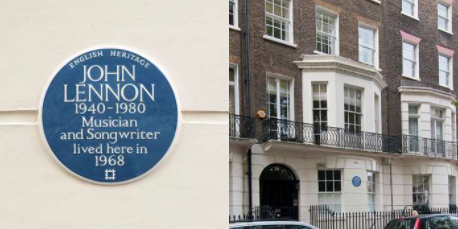 ENGLISH HERITAGE
JOHN
LENNON
1940-1980
Musician
and Songwriter
lived here in
1968